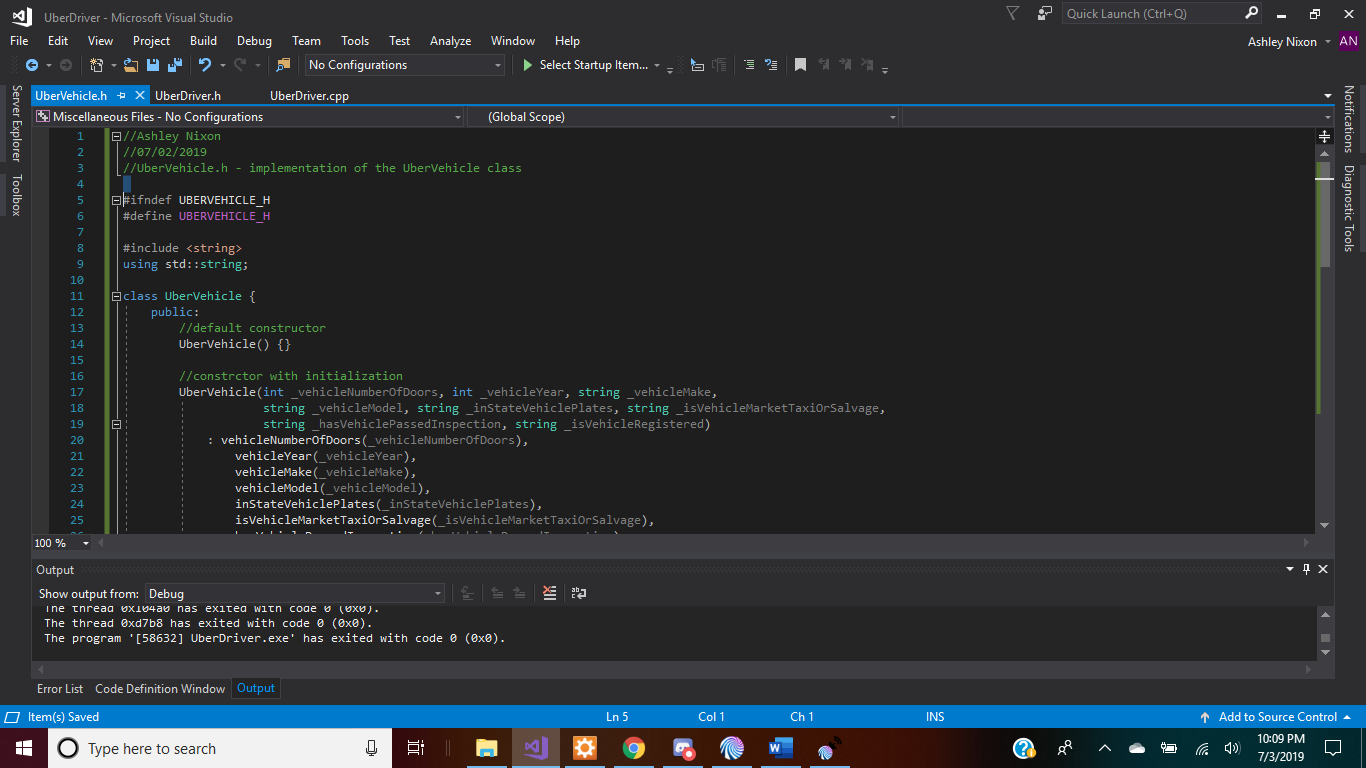 UberDriver - Microsoft Visual Studio
Quick Launch (Ctrl+Q)
File Edit View Project Build Debug Team Tools Test Analyze Window Help
Ashley Nixon AN
No Configurations
Select Startup Item...
UberVehicle.h
UberDriver.h
UberDriver.cpp
Server Explorer
Toolbox
Notifications
Diagnostic Tools
Miscellaneous Files - No Configurations
(Global Scope)
1 //Ashley Nixon
2 //07/02/2019
3 //UberVehicle.h - implementation of the UberVehicle class
4
5 #ifndef UBERVEHICLE_H
6 #define UBERVEHICLE_H
7
8 #include <string>
9 using std::string;
10
11 class UberVehicle {
12 public:
13 //default constructor
14 UberVehicle() {}
15
16 //constrctor with initialization
17 UberVehicle(int _vehicleNumberOfDoors, int _vehicleYear, string _vehicleMake,
18 string _vehicleModel, string _inStateVehiclePlates, string _isVehicleMarketTaxiOrSalvage,
19 string _hasVehiclePassedInspection, string _isVehicleRegistered)
20 : vehicleNumberOfDoors(_vehicleNumberOfDoors),
21 vehicleYear(_vehicleYear),
22 vehicleMake(_vehicleMake),
23 vehicleModel(_vehicleModel),
24 inStateVehiclePlates(_inStateVehiclePlates),
25 isVehicleMarketTaxiOrSalvage(_isVehicleMarketTaxiOrSalvage),
100 %
Output
Show output from: Debug
The thread 0x104a0 has exited with code 0 (0x0).
The thread 0xd7b8 has exited with code 0 (0x0).
The program '[58632] UberDriver.exe' has exited with code 0 (0x0).
Error List Code Definition Window Output
Item(s) Saved
Ln 5 Col 1 Ch 1 INS
Add to Source Control
Type here to search
10:09 PM
7/3/2019